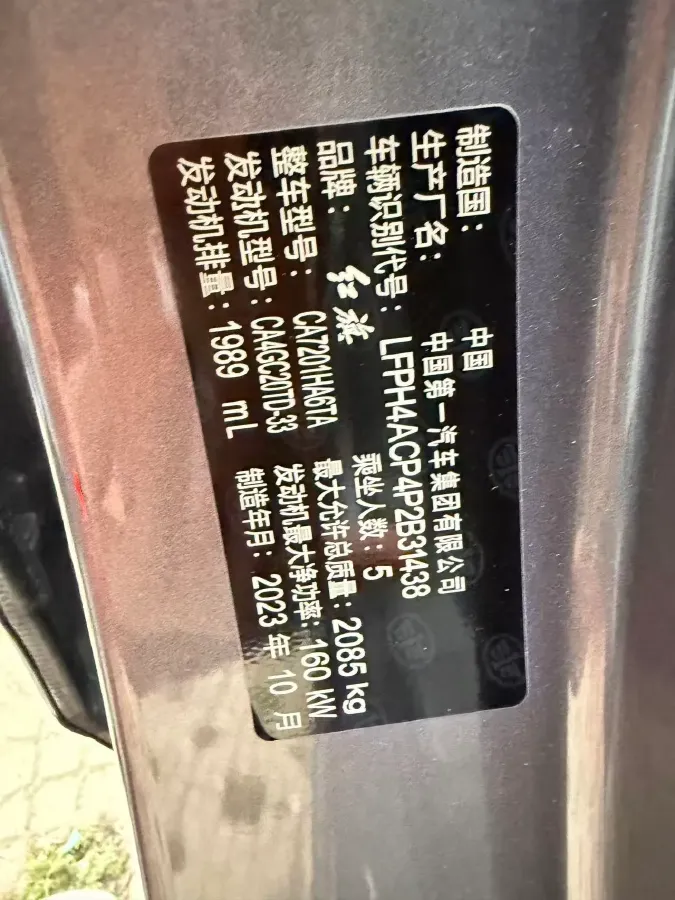 制造国: 中国
生产厂名: 中国第一汽车集团有限公司
车辆识别代号: LFPH4ACP4P2B31438
品牌: 红旗 乘坐人数: 5
整车型号: CA7201HA6TA 最大允许总质量: 2085 kg
发动机型号: CA4GC20TD-33 发动机最大净功率: 160 kW
发动机排量: 1989 mL 制造年月: 2023 年 10 月